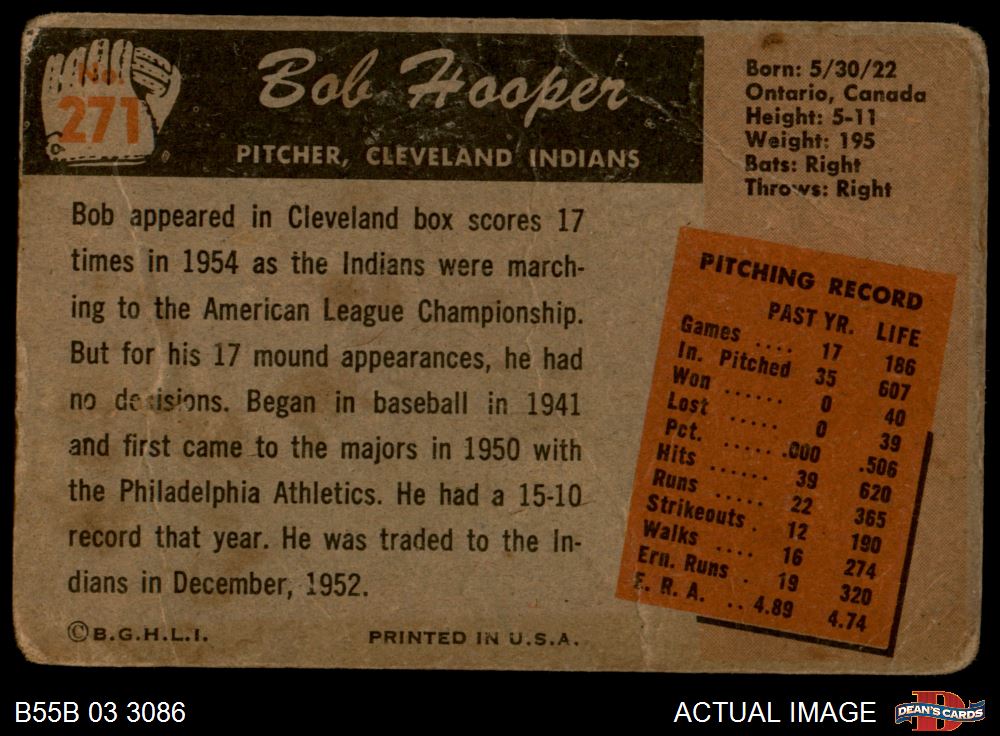 No.
271
Bob Hooper
PITCHER, CLEVELAND INDIANS
Born: 5/30/22
Ontario, Canada
Height: 5-11
Weight: 195
Bats: Right
Throws: Right
Bob appeared in Cleveland box scores 17
times in 1954 as the Indians were march-
ing to the American League Championship.
But for his 17 mound appearances, he had
no decisions. Began in baseball in 1941
and first came to the majors in 1950 with
the Philadelphia Athletics. He had a 15-10
record that year. He was traded to the In-
dians in December, 1952.
©B.G.H.L.I.
PRINTED IN U.S.A.
PITCHING RECORD
PAST YR. LIFE
Games .... 17 186
In. Pitched 35 607
Won ...... 0 40
Lost ..... 0 39
Pct. ...... .000 .506
Hits ...... 39 620
Runs ..... 22 365
Strikeouts . 12 190
Walks .... 16 274
Ern. Runs . 19 320
E. R. A. .. 4.89 4.74
B55B 03 3086
ACTUAL IMAGE
DEAN'S CARDS